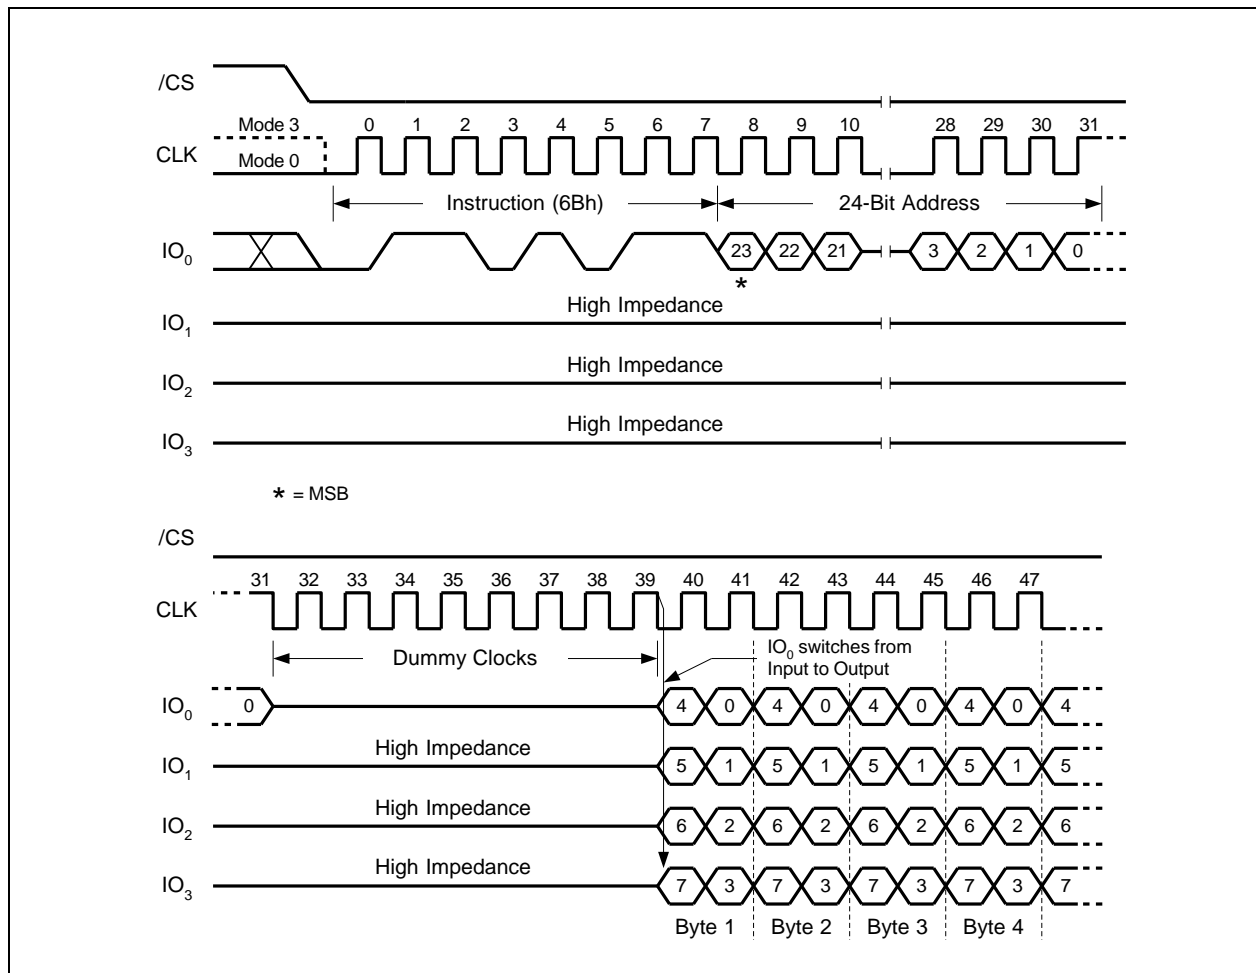 /CS
Mode 3
0 1 2 3 4 5 6 7 8 9 10 28 29 30 31
CLK
Mode 0
Instruction (6Bh)
24-Bit Address
IO0
23 22 21 3 2 1 0
*
High Impedance
IO1
High Impedance
IO2
High Impedance
IO3
* = MSB
/CS
31 32 33 34 35 36 37 38 39 40 41 42 43 44 45 46 47
CLK
Dummy Clocks
IO0 switches from
Input to Output
IO0
0 4 0 4 0 4 0 4 0 4
High Impedance
IO1
5 1 5 1 5 1 5 1 5
High Impedance
IO2
6 2 6 2 6 2 6 2 6
High Impedance
IO3
7 3 7 3 7 3 7 3 7
Byte 1 Byte 2 Byte 3 Byte 4